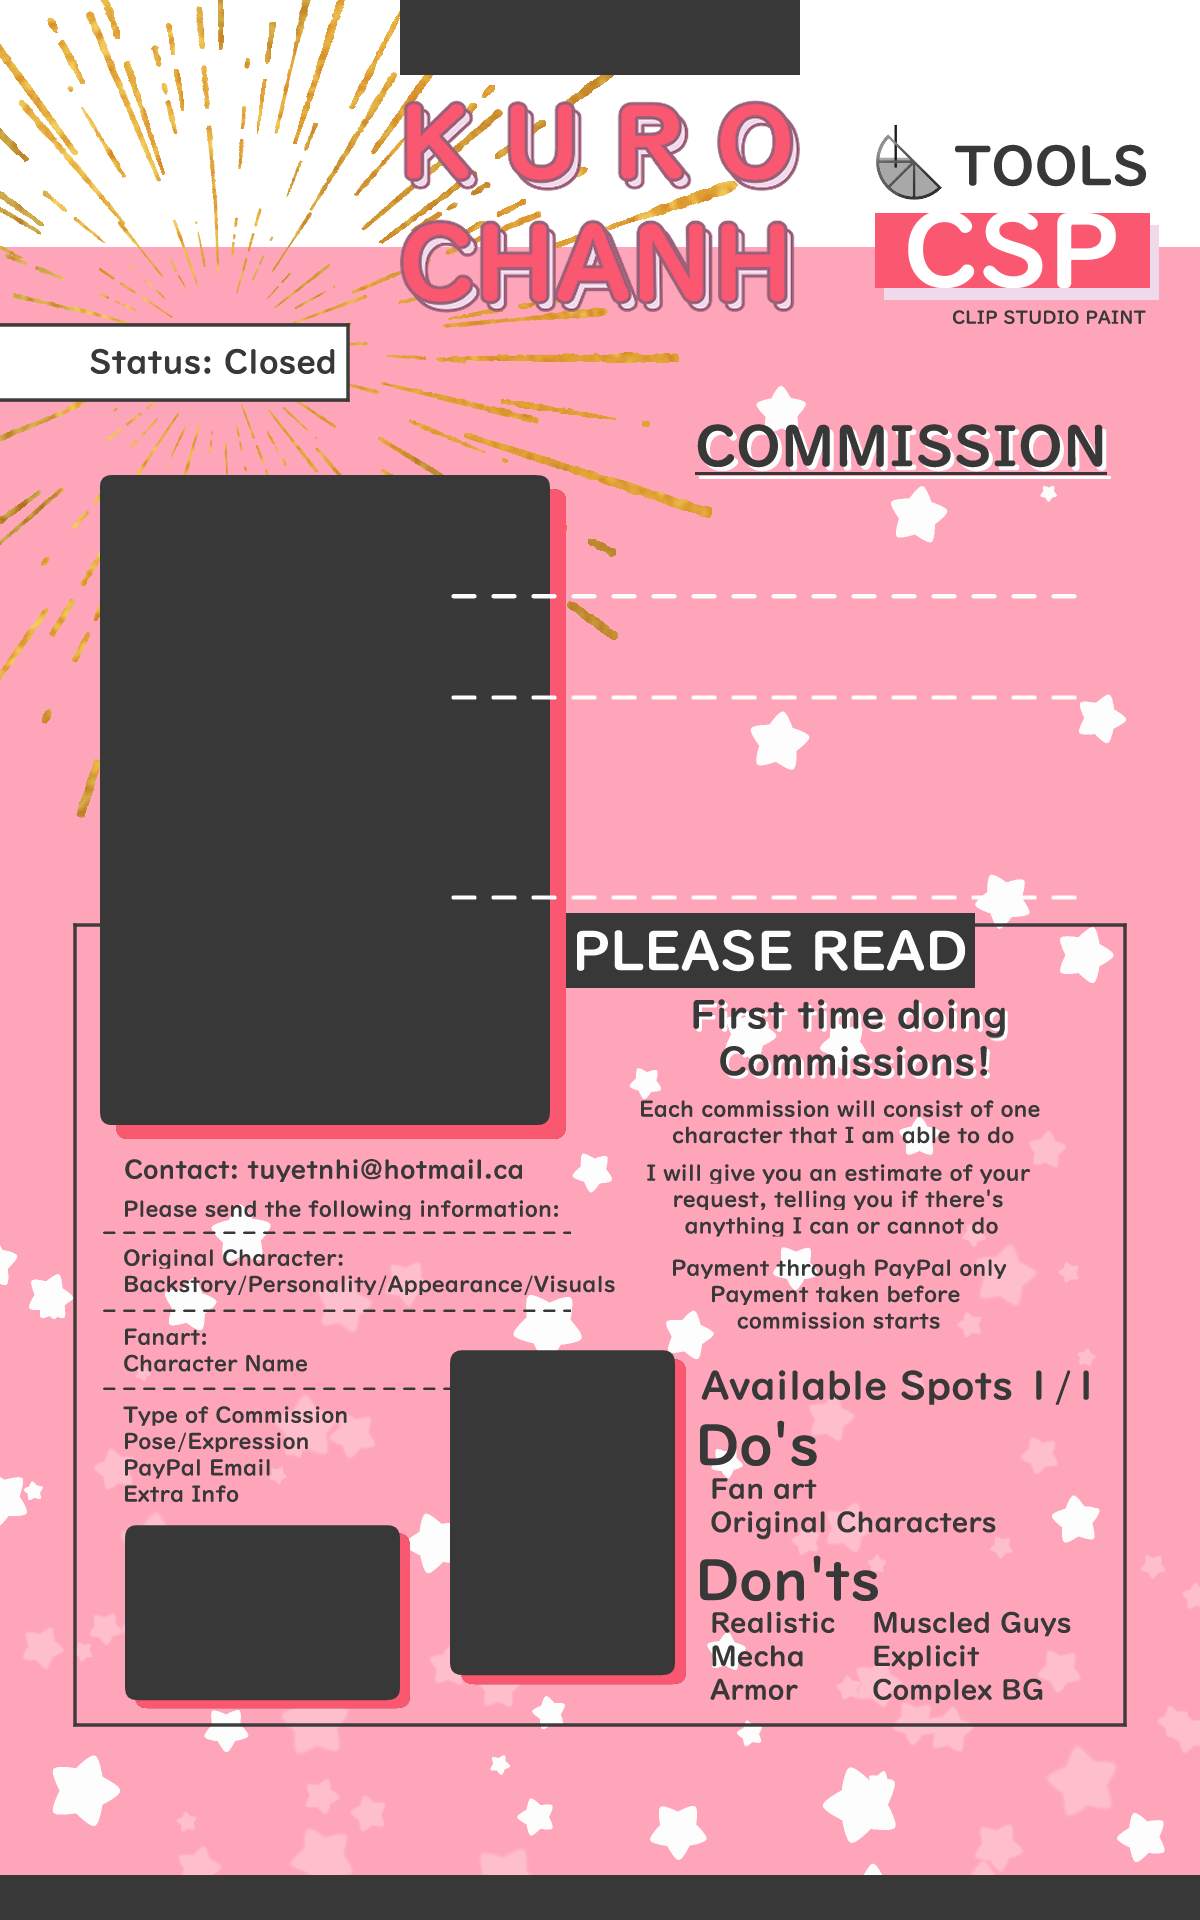 KURO
CHANH
TOOLS
CSP
CLIP STUDIO PAINT
Status: Closed
COMMISSION
PLEASE READ
First time doing
Commissions!
Each commission will consist of one
character that I am able to do
I will give you an estimate of your
request, telling you if there's
anything I can or cannot do
Payment through PayPal only
Payment taken before
commission starts
Contact: tuyetnhi@hotmail.ca
Please send the following information:
Original Character:
Backstory/Personality/Appearance/Visuals
Fanart:
Character Name
Type of Commission
Pose/Expression
PayPal Email
Extra Info
Available Spots 1/1
Do's
Fan art
Original Characters
Don'ts
Realistic Muscled Guys
Mecha Explicit
Armor Complex BG